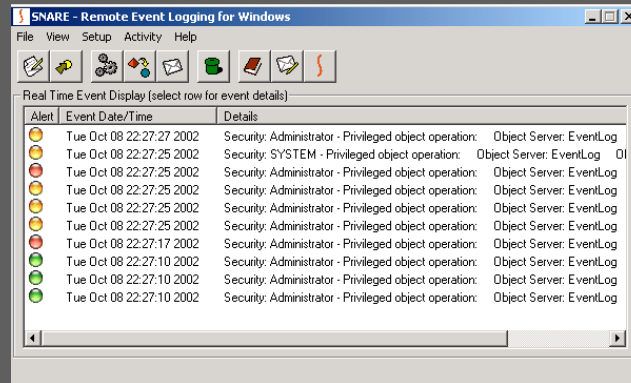 SNARE - Remote Event Logging for Windows
File View Setup Activity Help
Real Time Event Display (select row for event details)
Alert Event Date/Time Details
Tue Oct 08 22:27:27 2002 Security: Administrator - Privileged object operation: Object Server: EventLog
Tue Oct 08 22:27:25 2002 Security: SYSTEM - Privileged object operation: Object Server: EventLog
Tue Oct 08 22:27:25 2002 Security: Administrator - Privileged object operation: Object Server: EventLog
Tue Oct 08 22:27:25 2002 Security: Administrator - Privileged object operation: Object Server: EventLog
Tue Oct 08 22:27:25 2002 Security: Administrator - Privileged object operation: Object Server: EventLog
Tue Oct 08 22:27:25 2002 Security: Administrator - Privileged object operation: Object Server: EventLog
Tue Oct 08 22:27:17 2002 Security: Administrator - Privileged object operation: Object Server: EventLog
Tue Oct 08 22:27:10 2002 Security: Administrator - Privileged object operation: Object Server: EventLog
Tue Oct 08 22:27:10 2002 Security: Administrator - Privileged object operation: Object Server: EventLog
Tue Oct 08 22:27:10 2002 Security: Administrator - Privileged object operation: Object Server: EventLog